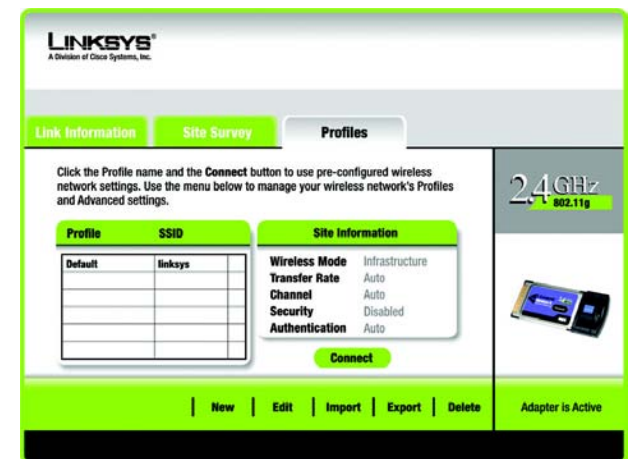 LINKSYS®
A Division of Cisco Systems, Inc.
Link Information Site Survey Profiles
Click the Profile name and the Connect button to use pre-configured wireless
network settings. Use the menu below to manage your wireless network's Profiles
and Advanced settings.
2.4GHz
802.11g
Profile SSID
Default linksys
Site Information
Wireless Mode Infrastructure
Transfer Rate Auto
Channel Auto
Security Disabled
Authentication Auto
Connect
New Edit Import Export Delete
Adapter is Active